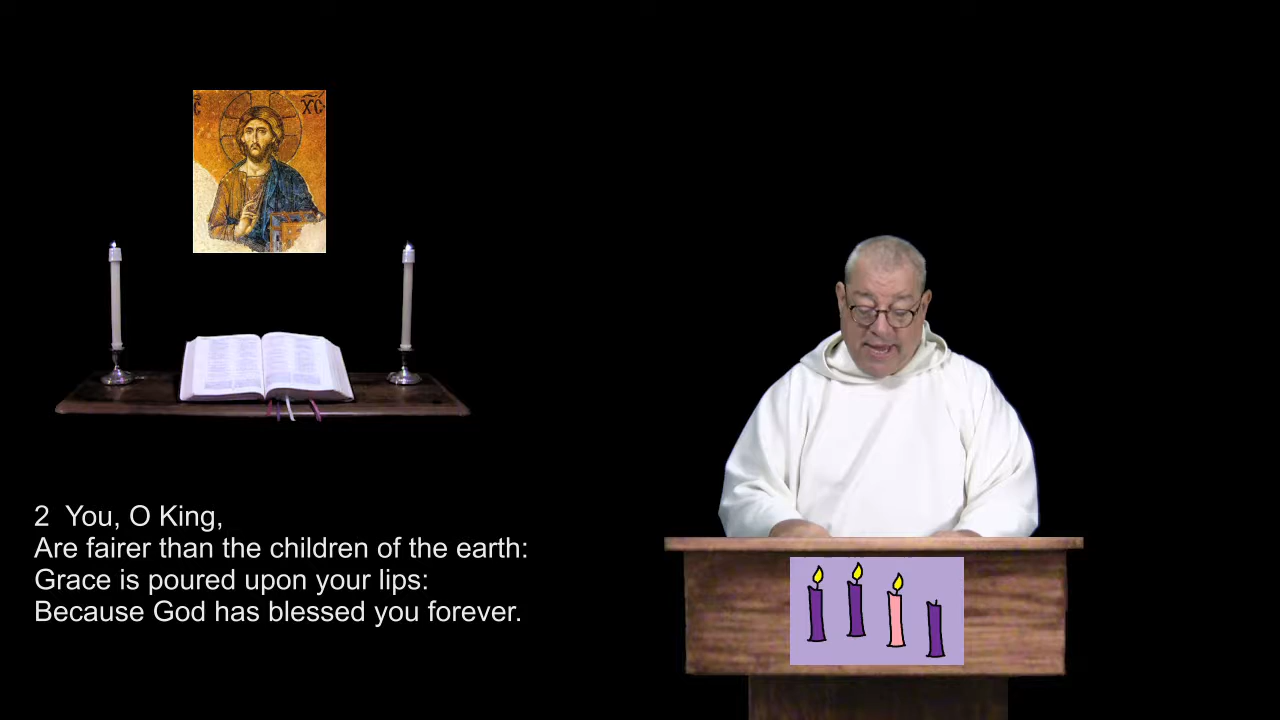 ΧC
2 You, O King,
Are fairer than the children of the earth:
Grace is poured upon your lips:
Because God has blessed you forever.